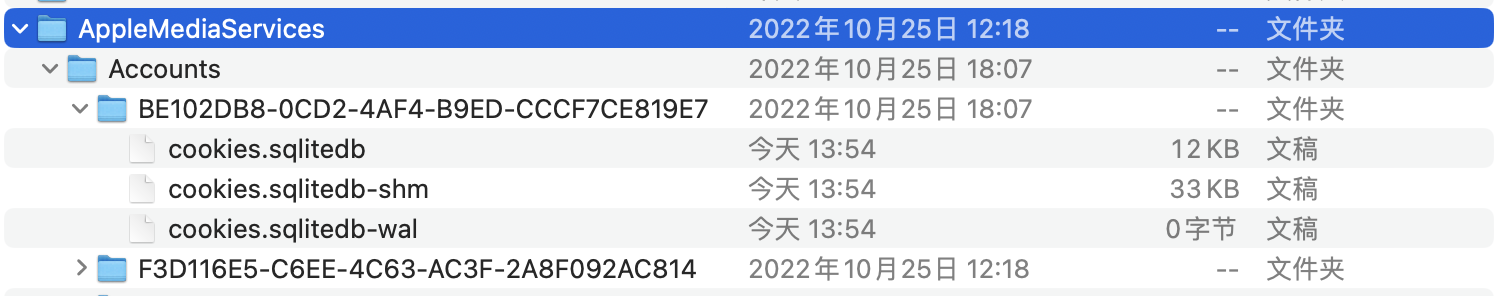 AppleMediaServices 2022年10月25日 12:18 -- 文件夹
Accounts 2022年10月25日 18:07 -- 文件夹
BE102DB8-0CD2-4AF4-B9ED-CCCF7CE819E7 2022年10月25日 18:07 -- 文件夹
cookies.sqlitedb 今天 13:54 12 KB 文稿
cookies.sqlitedb-shm 今天 13:54 33 KB 文稿
cookies.sqlitedb-wal 今天 13:54 0 字节 文稿
F3D116E5-C6EE-4C63-AC3F-2A8F092AC814 2022年10月25日 12:18 -- 文件夹